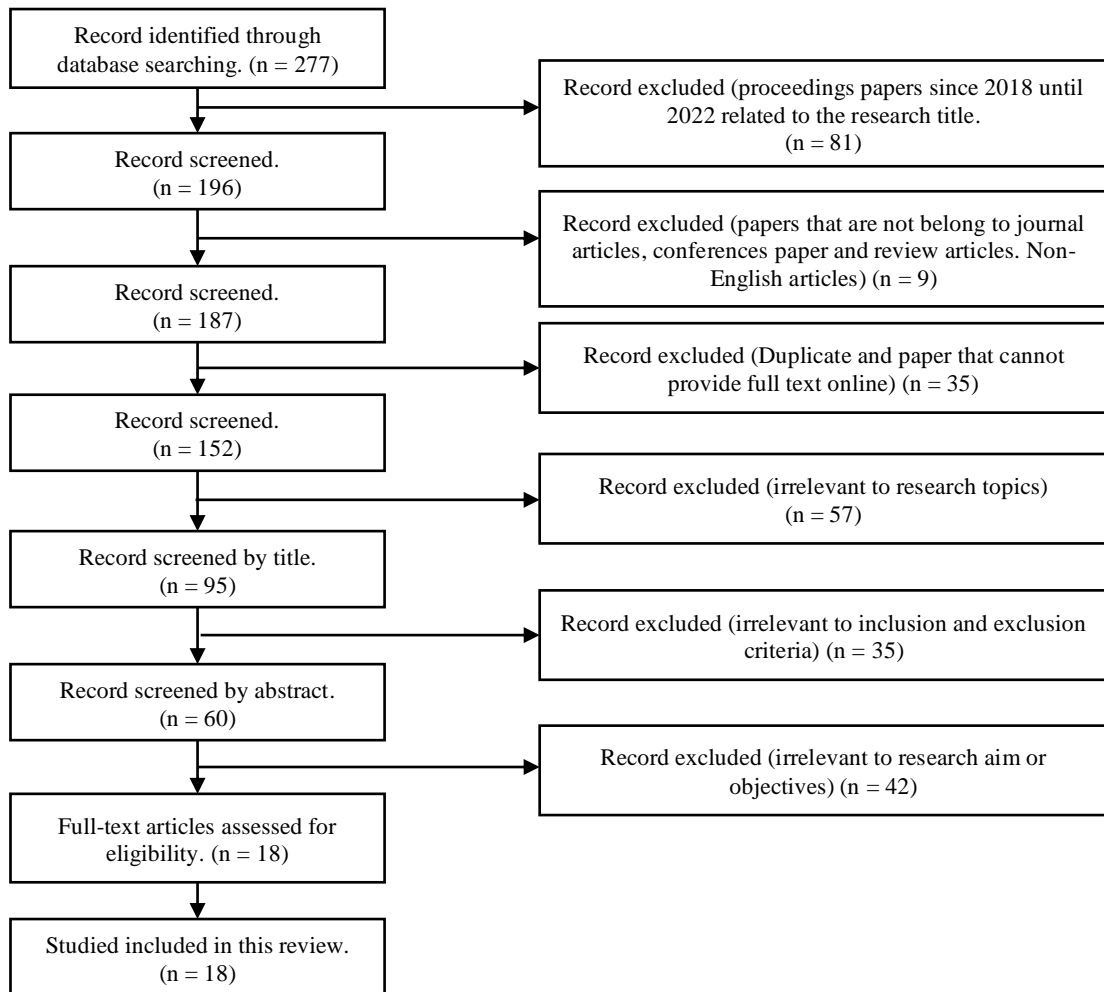 Record identified through
database searching. (n = 277)
Record excluded (proceedings papers since 2018 until
2022 related to the research title.
(n = 81)
Record screened.
(n = 196)
Record excluded (papers that are not belong to journal
articles, conferences paper and review articles. Non-
English articles) (n = 9)
Record screened.
(n = 187)
Record excluded (Duplicate and paper that cannot
provide full text online) (n = 35)
Record screened.
(n = 152)
Record excluded (irrelevant to research topics)
(n = 57)
Record screened by title.
(n = 95)
Record excluded (irrelevant to inclusion and exclusion
criteria) (n = 35)
Record screened by abstract.
(n = 60)
Record excluded (irrelevant to research aim or
objectives) (n = 42)
Full-text articles assessed for
eligibility. (n = 18)
Studied included in this review.
(n = 18)